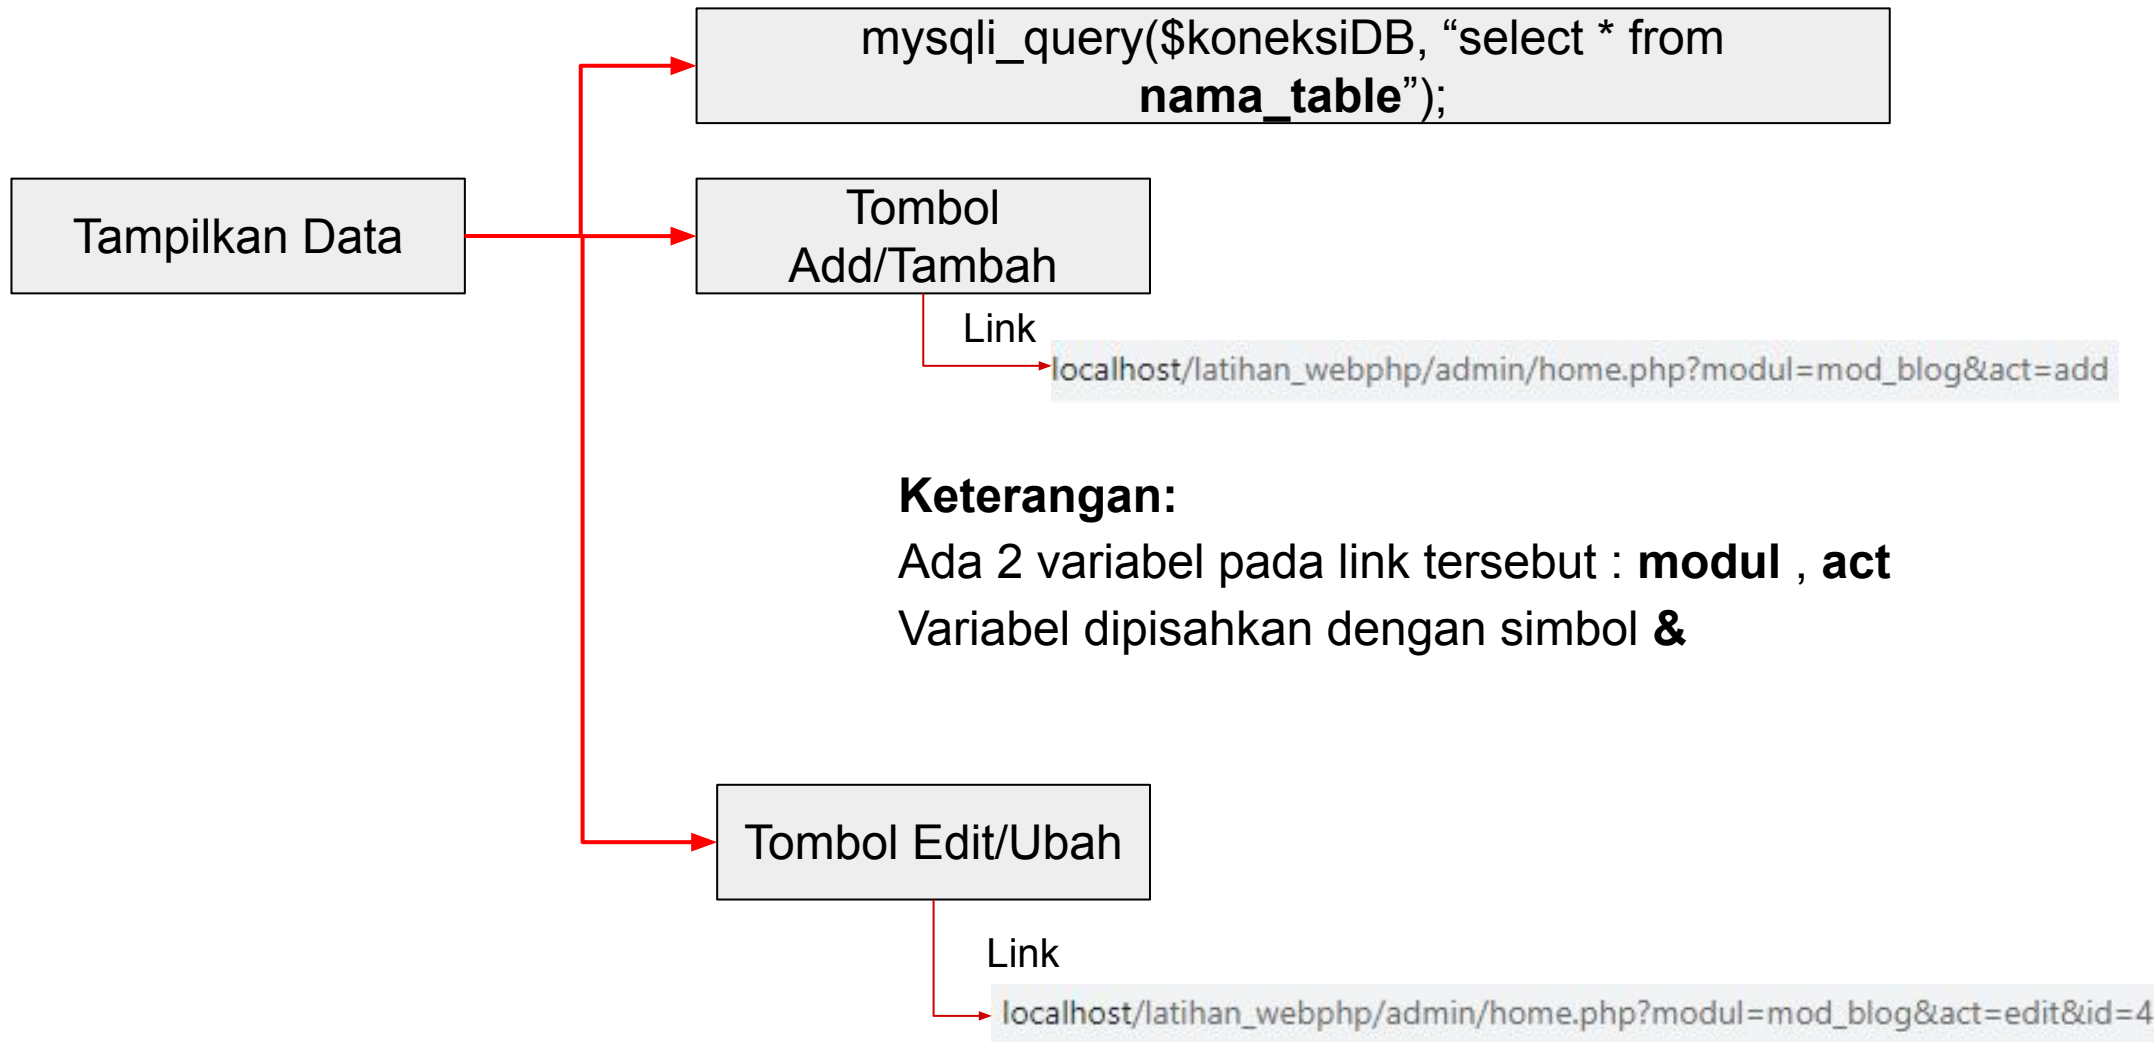 mysqli_query($koneksiDB, “select * from
nama_table”);
Tampilkan Data
Tombol
Add/Tambah
Link
localhost/latihan_webphp/admin/home.php?modul=mod_blog&act=add
Keterangan:
Ada 2 variabel pada link tersebut : modul , act
Variabel dipisahkan dengan simbol &
Tombol Edit/Ubah
Link
localhost/latihan_webphp/admin/home.php?modul=mod_blog&act=edit&id=4